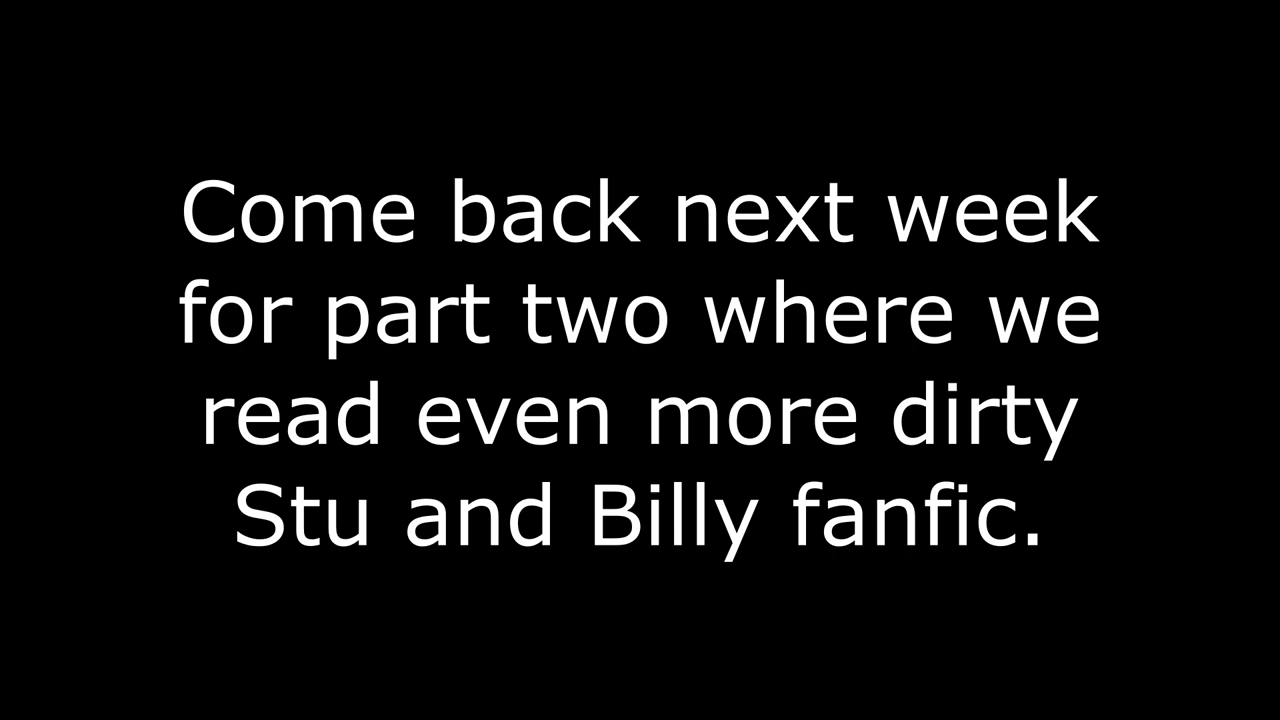 Come back next week
for part two where we
read even more dirty
Stu and Billy fanfic.